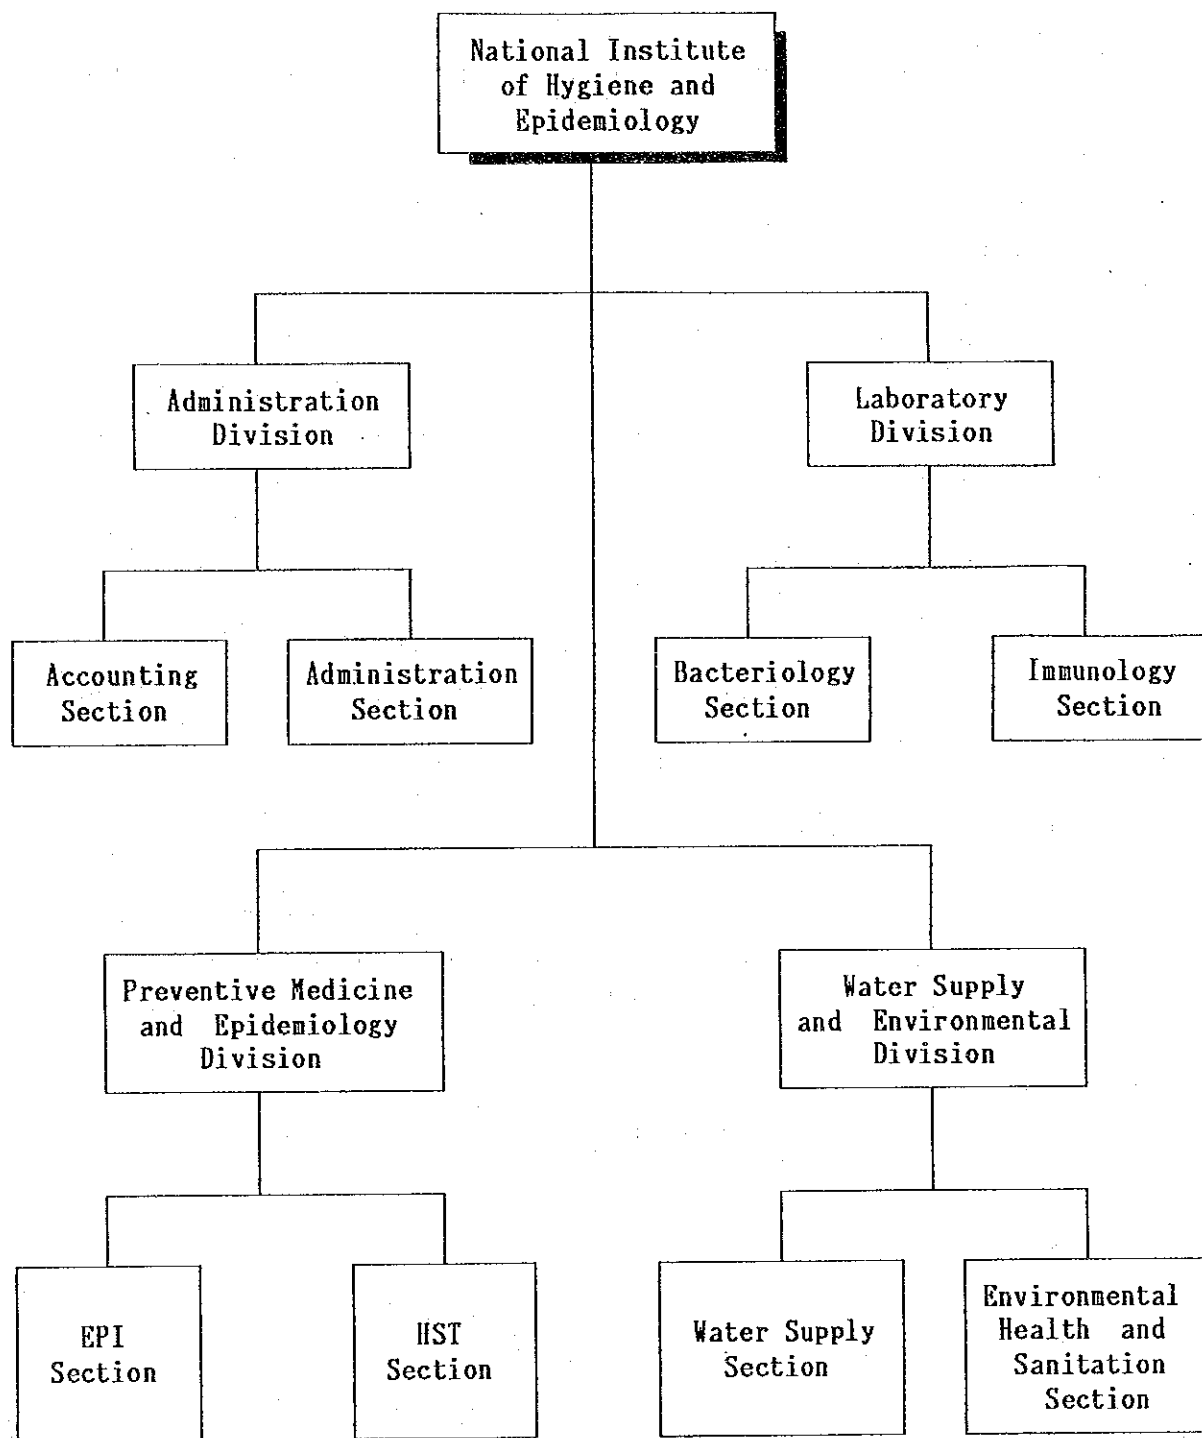 National Institute
of Hygiene and
Epidemiology
Administration
Division
Laboratory
Division
Accounting
Section
Administration
Section
Bacteriology
Section
Immunology
Section
Preventive Medicine
and Epidemiology
Division
Water Supply
and Environmental
Division
EPI
Section
HST
Section
Water Supply
Section
Environmental
Health and
Sanitation
Section